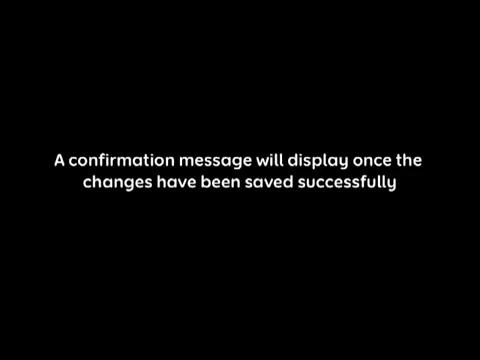 A confirmation message will display once the
changes have been saved successfully